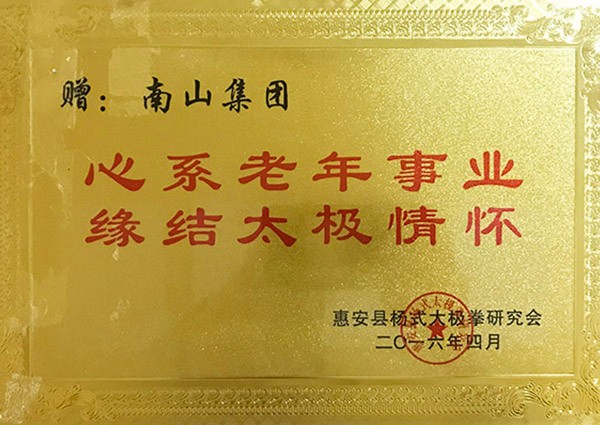 赠：南山集团
心系老年事业
缘结太极情怀
惠安县杨式太极拳研究会
二〇一六年四月